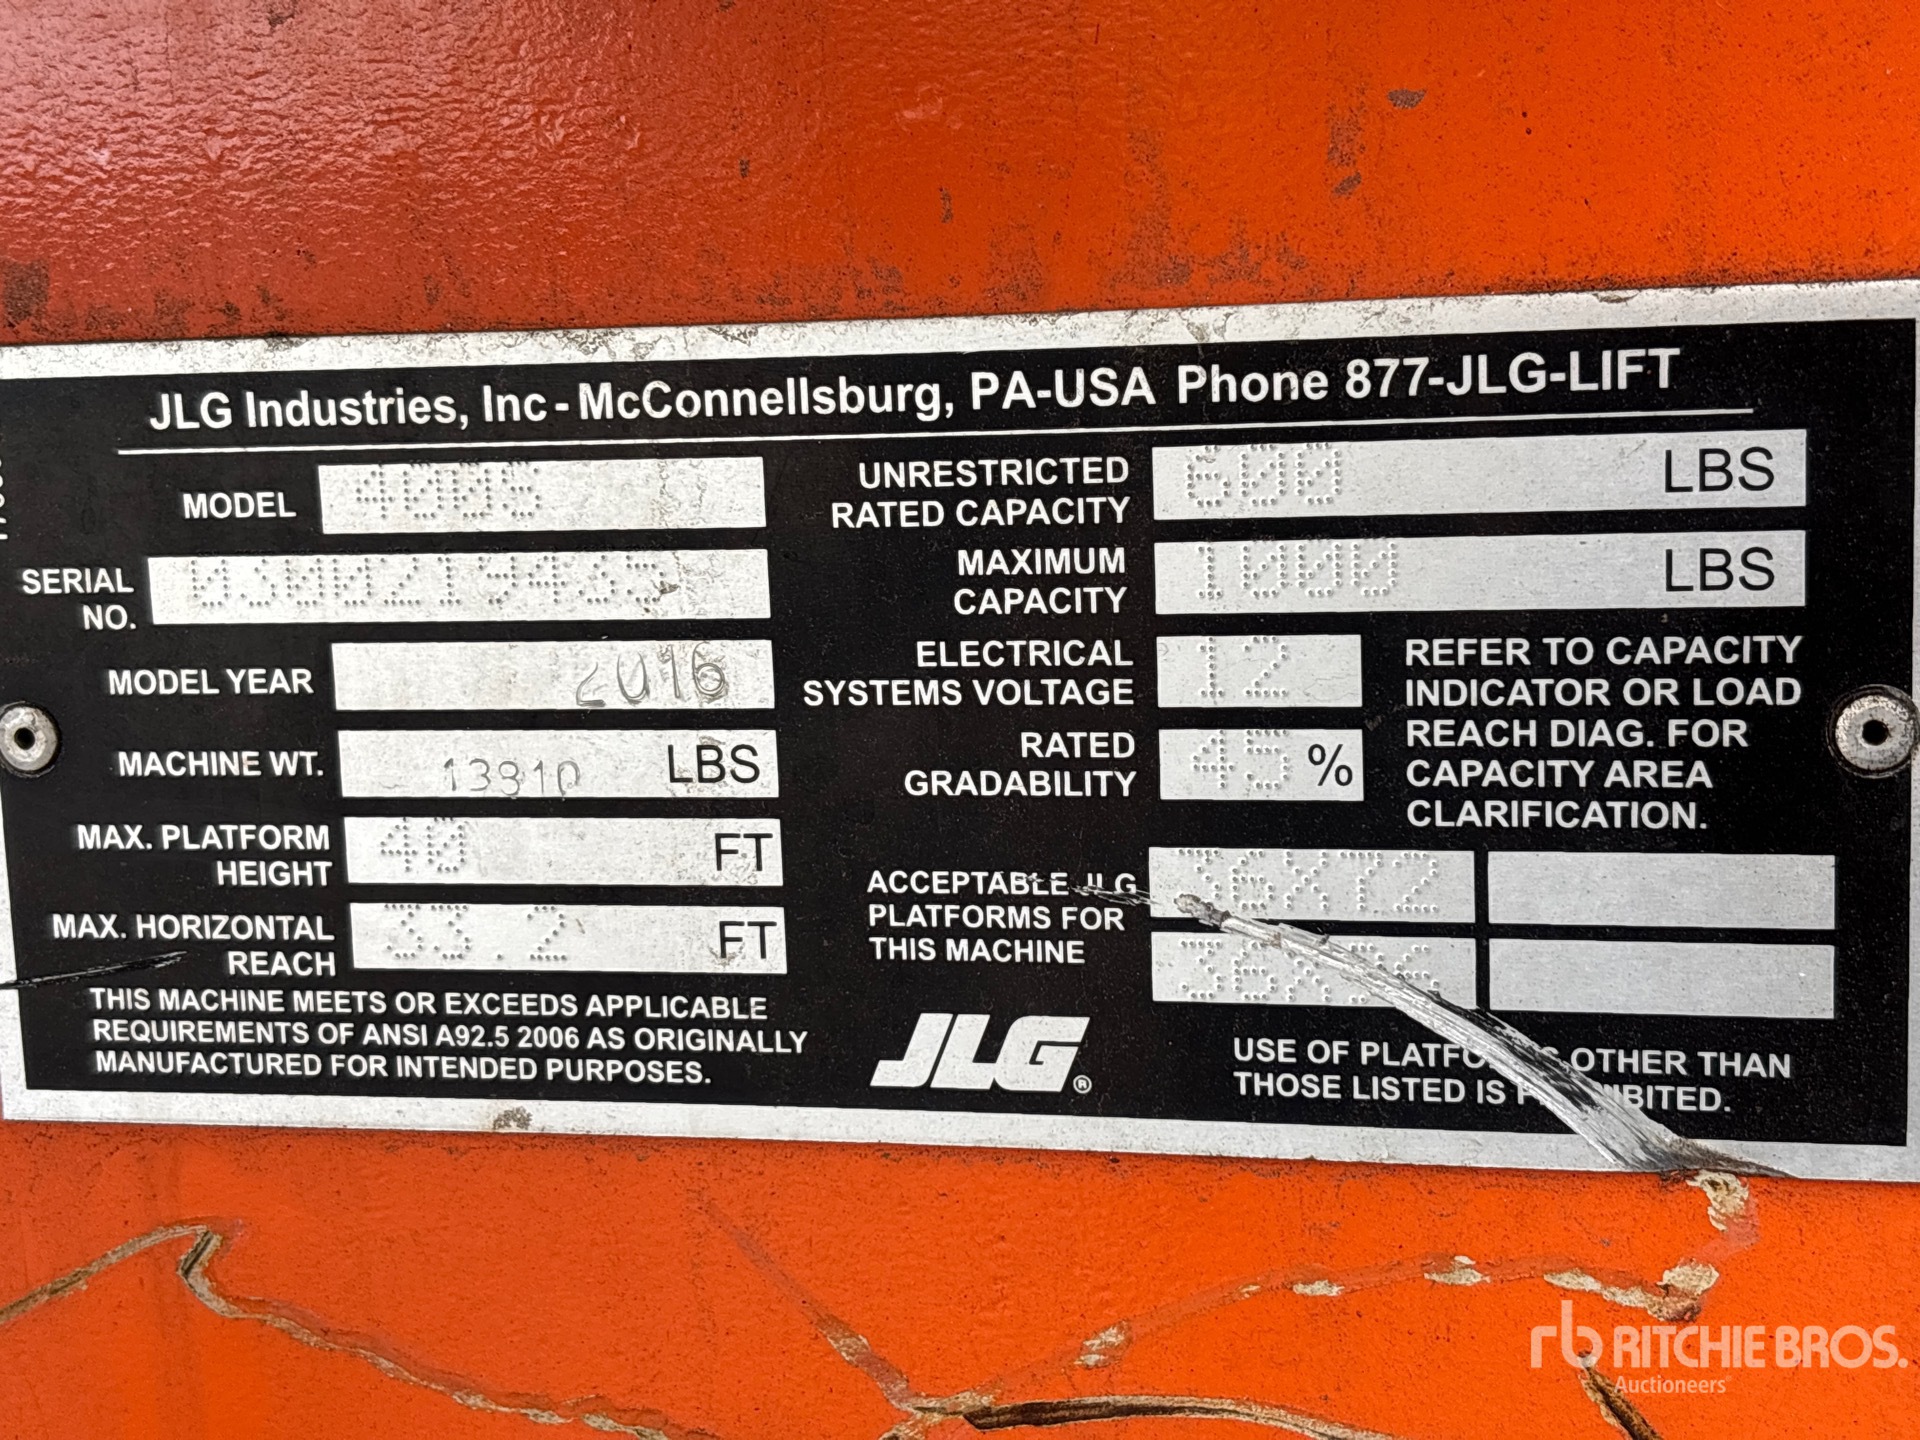 JLG Industries, Inc - McConnellsburg, PA-USA Phone 877-JLG-LIFT
MODEL 400S
SERIAL NO. 0300219435
MODEL YEAR 2016
MACHINE WT. LBS
MAX. PLATFORM HEIGHT 40 FT
MAX. HORIZONTAL REACH 33.2 FT
THIS MACHINE MEETS OR EXCEEDS APPLICABLE
REQUIREMENTS OF ANSI A92.5 2006 AS ORIGINALLY
MANUFACTURED FOR INTENDED PURPOSES.
UNRESTRICTED RATED CAPACITY 600 LBS
MAXIMUM CAPACITY 1000 LBS
ELECTRICAL SYSTEMS VOLTAGE 12
RATED GRADABILITY 45 %
REFER TO CAPACITY
INDICATOR OR LOAD
REACH DIAG. FOR
CAPACITY AREA
CLARIFICATION.
ACCEPTABLE JLG
PLATFORMS FOR
THIS MACHINE
36X72
JLG ®
USE OF OTHER THAN
THOSE LISTED IS
RITCHIE BROS.
Auctioneers